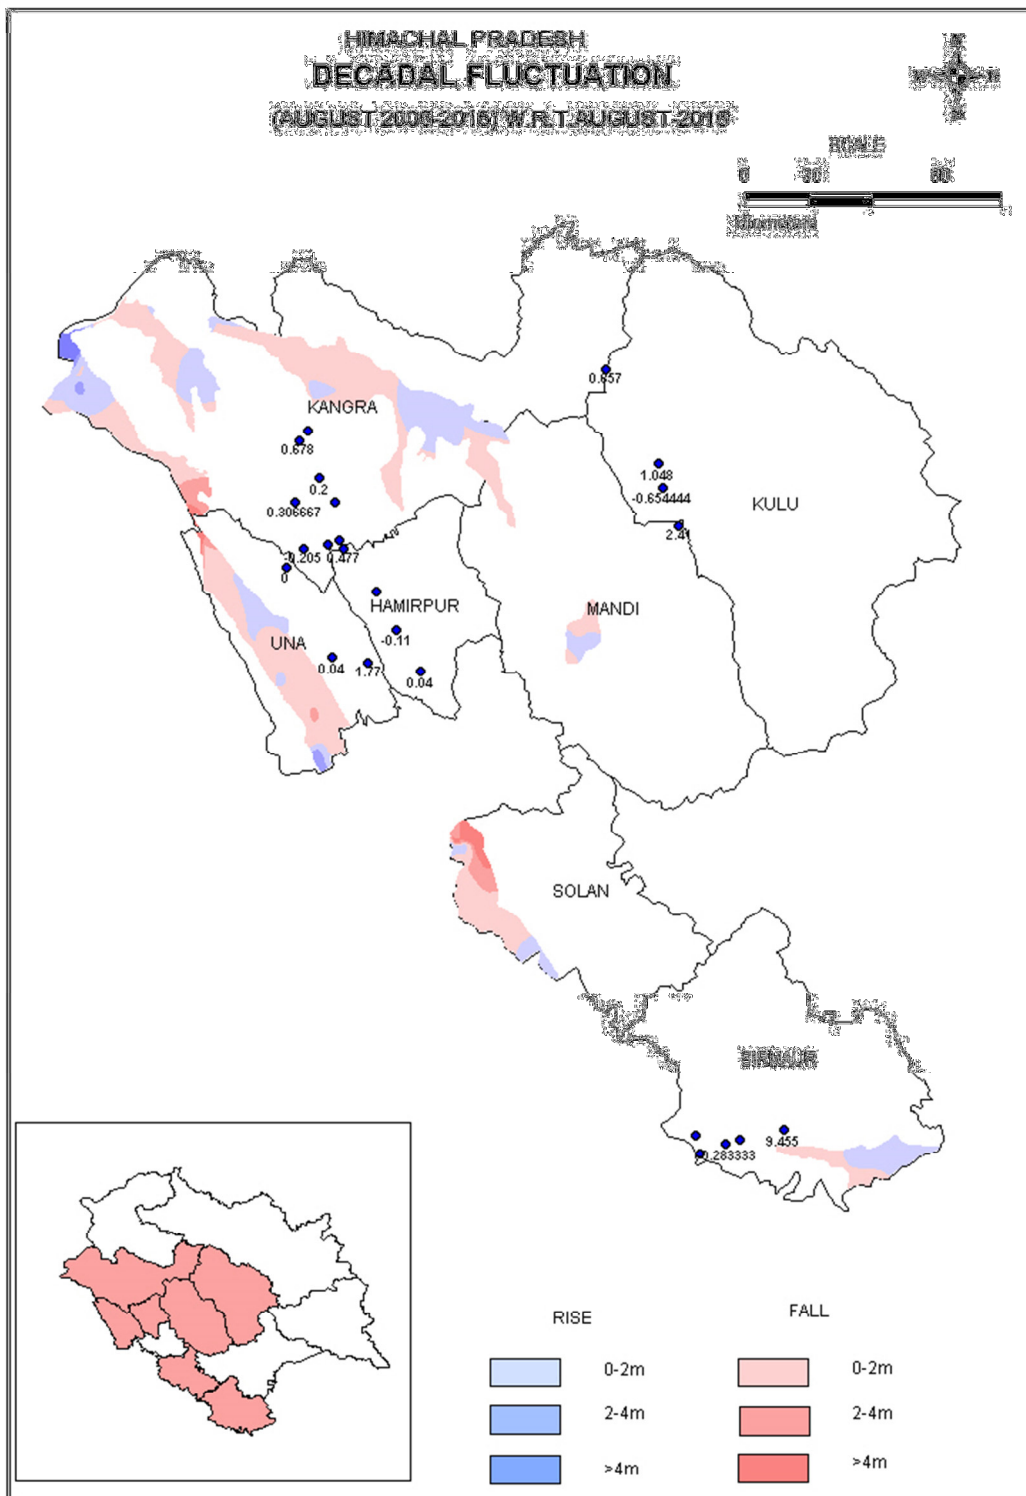 HIMACHAL PRADESH
DECADAL FLUCTUATION
(AUGUST 2006-2015) W.R.T. AUGUST-2016
SCALE
Kilometers
0.657
KANGRA
0.678
1.048
0.2
-0.654444
KULU
0.306667
2.41
-0.205
0.477
0
HAMIRPUR
MANDI
-0.11
UNA
0.04
1.77
0.04
SOLAN
SIRMAUR
9.455
0.283333
RISE
FALL
0-2m
0-2m
2-4m
2-4m
>4m
>4m